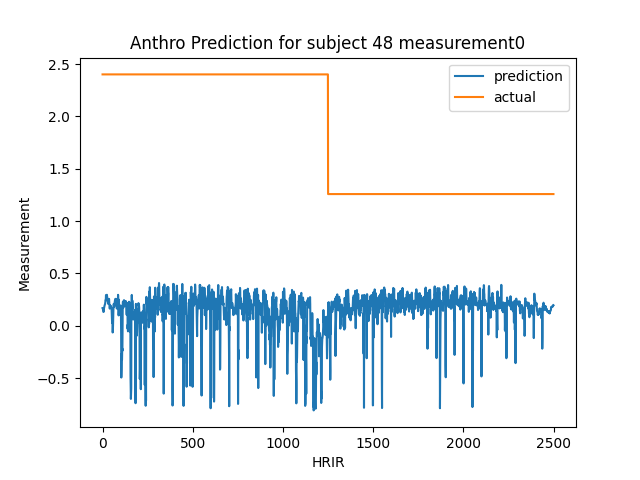 Anthro Prediction for subject 48 measurement0
2.5
2.0
1.5
1.0
0.5
0.0
−0.5
Measurement
prediction
actual
0
500
1000
1500
2000
2500
HRIR